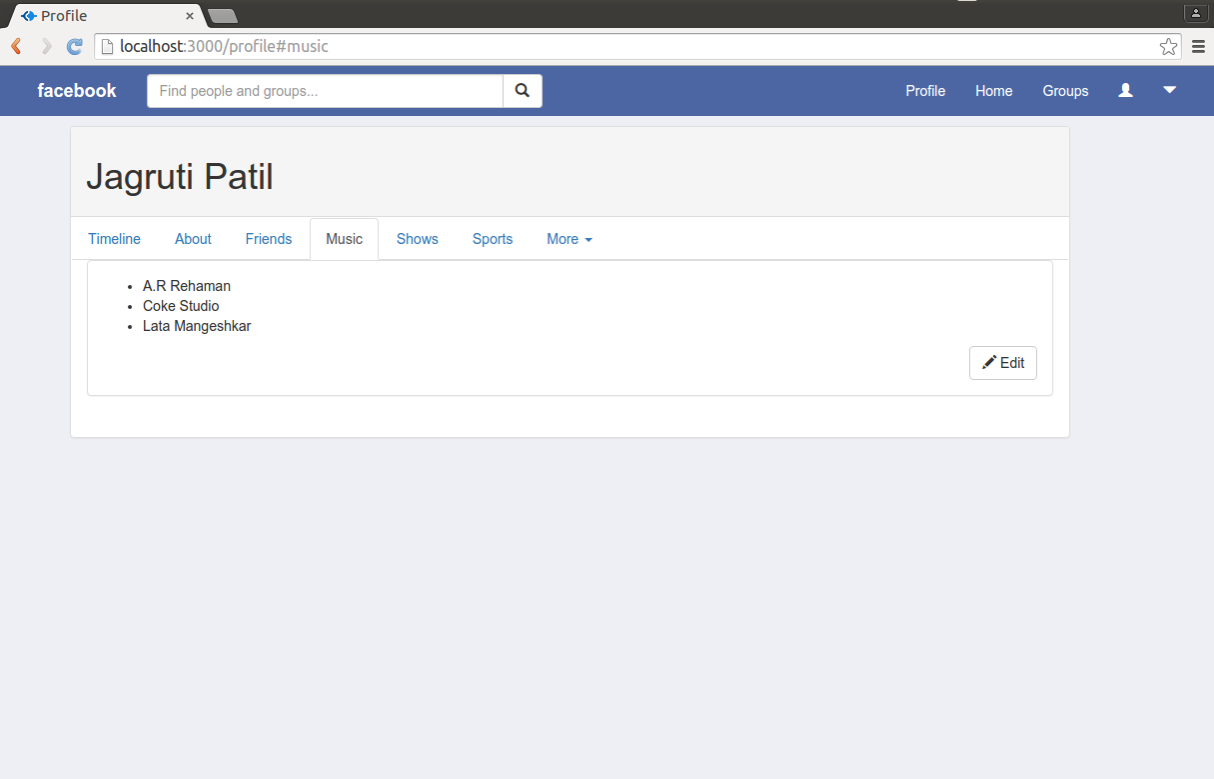 Profile
localhost:3000/profile#music
facebook Find people and groups... Profile Home Groups
Jagruti Patil
Timeline About Friends Music Shows Sports More
A.R Rehaman
Coke Studio
Lata Mangeshkar
Edit